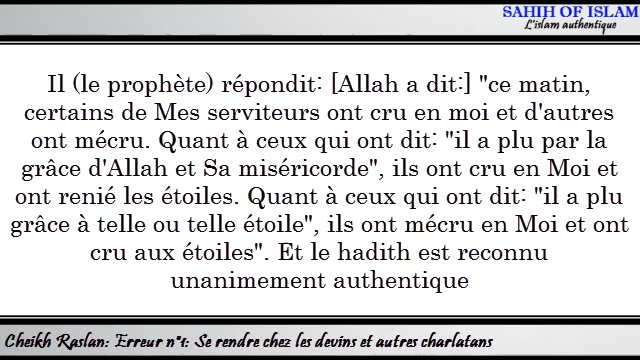 SAHIH OF ISLAM
L'islam authentique
Il (le prophète) répondit: [Allah a dit:] "ce matin,
certains de Mes serviteurs ont cru en moi et d'autres
ont mécru. Quant à ceux qui ont dit: "il a plu par la
grâce d'Allah et Sa miséricorde", ils ont cru en Moi et
ont renié les étoiles. Quant à ceux qui ont dit: "il a plu
grâce à telle ou telle étoile", ils ont mécru en Moi et ont
cru aux étoiles". Et le hadith est reconnu
unanimement authentique
Cheikh Raslan: Erreur n°1: Se rendre chez les devins et autres charlatans